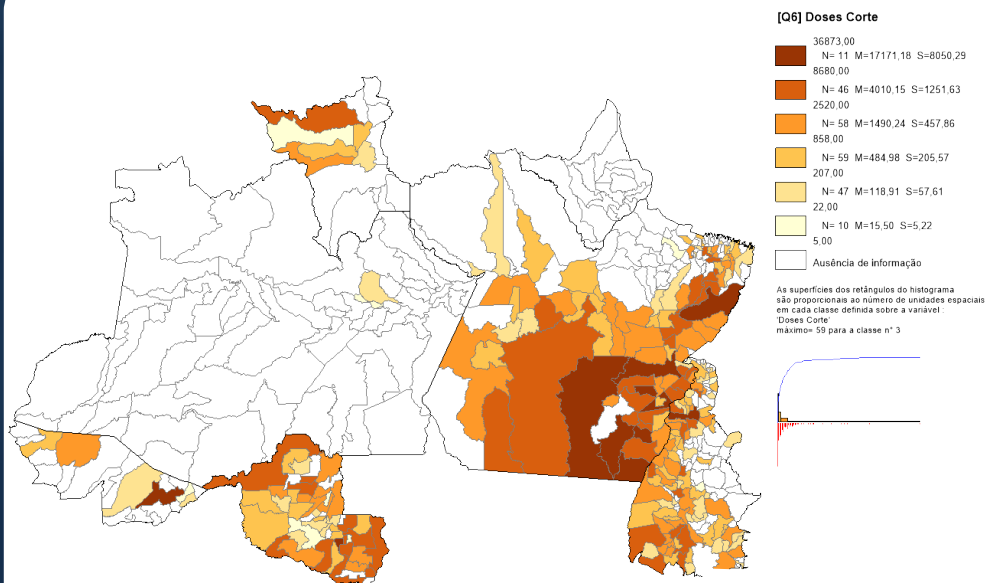 [Q6] Doses Corte
36873,00
N= 11 M=17171,18 S=8050,29
8680,00
N= 46 M=4010,15 S=1251,63
2520,00
N= 58 M=1490,24 S=457,86
858,00
N= 59 M=484,98 S=205,57
207,00
N= 47 M=118,91 S=57,61
22,00
N= 10 M=15,50 S=5,22
5,00
Ausência de informação
As superfícies dos retângulos do histograma
são proporcionais ao número de unidades espaciais
em cada classe definida sobre a variável :
'Doses Corte'
máximo= 59 para a classe n° 3